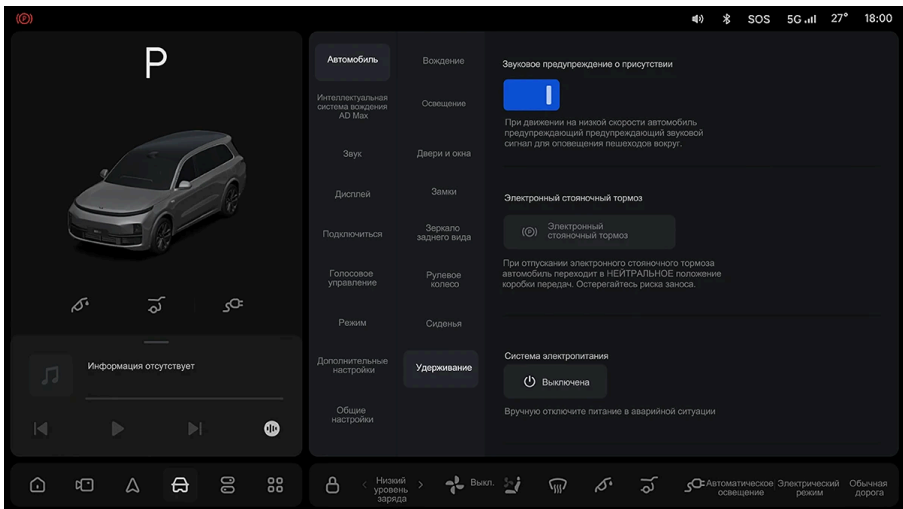 (P)
SOS
5G
27°
18:00
P
Информация отсутствует
Автомобиль
Интеллектуальная
система вождения
AD Max
Звук
Дисплей
Подключиться
Голосовое
управление
Режим
Дополнительные
настройки
Общие
настройки
Вождение
Освещение
Двери и окна
Замки
Зеркало
заднего вида
Рулевое
колесо
Сиденья
Удерживание
Звуковое предупреждение о присутствии
При движении на низкой скорости автомобиль
предупреждающий предупреждающий звуковой
сигнал для оповещения пешеходов вокруг.
Электронный стояночный тормоз
(P) Электронный
стояночный тормоз
При отпускании электронного стояночного тормоза
автомобиль переходит в НЕЙТРАЛЬНОЕ положение
коробки передач. Остерегайтесь риска заноса.
Система электропитания
Выключена
Вручную отключите питание в аварийной ситуации
Низкий
уровень
заряда
Выкл.
Автоматическое
освещение
Электрический
режим
Обычная
дорога